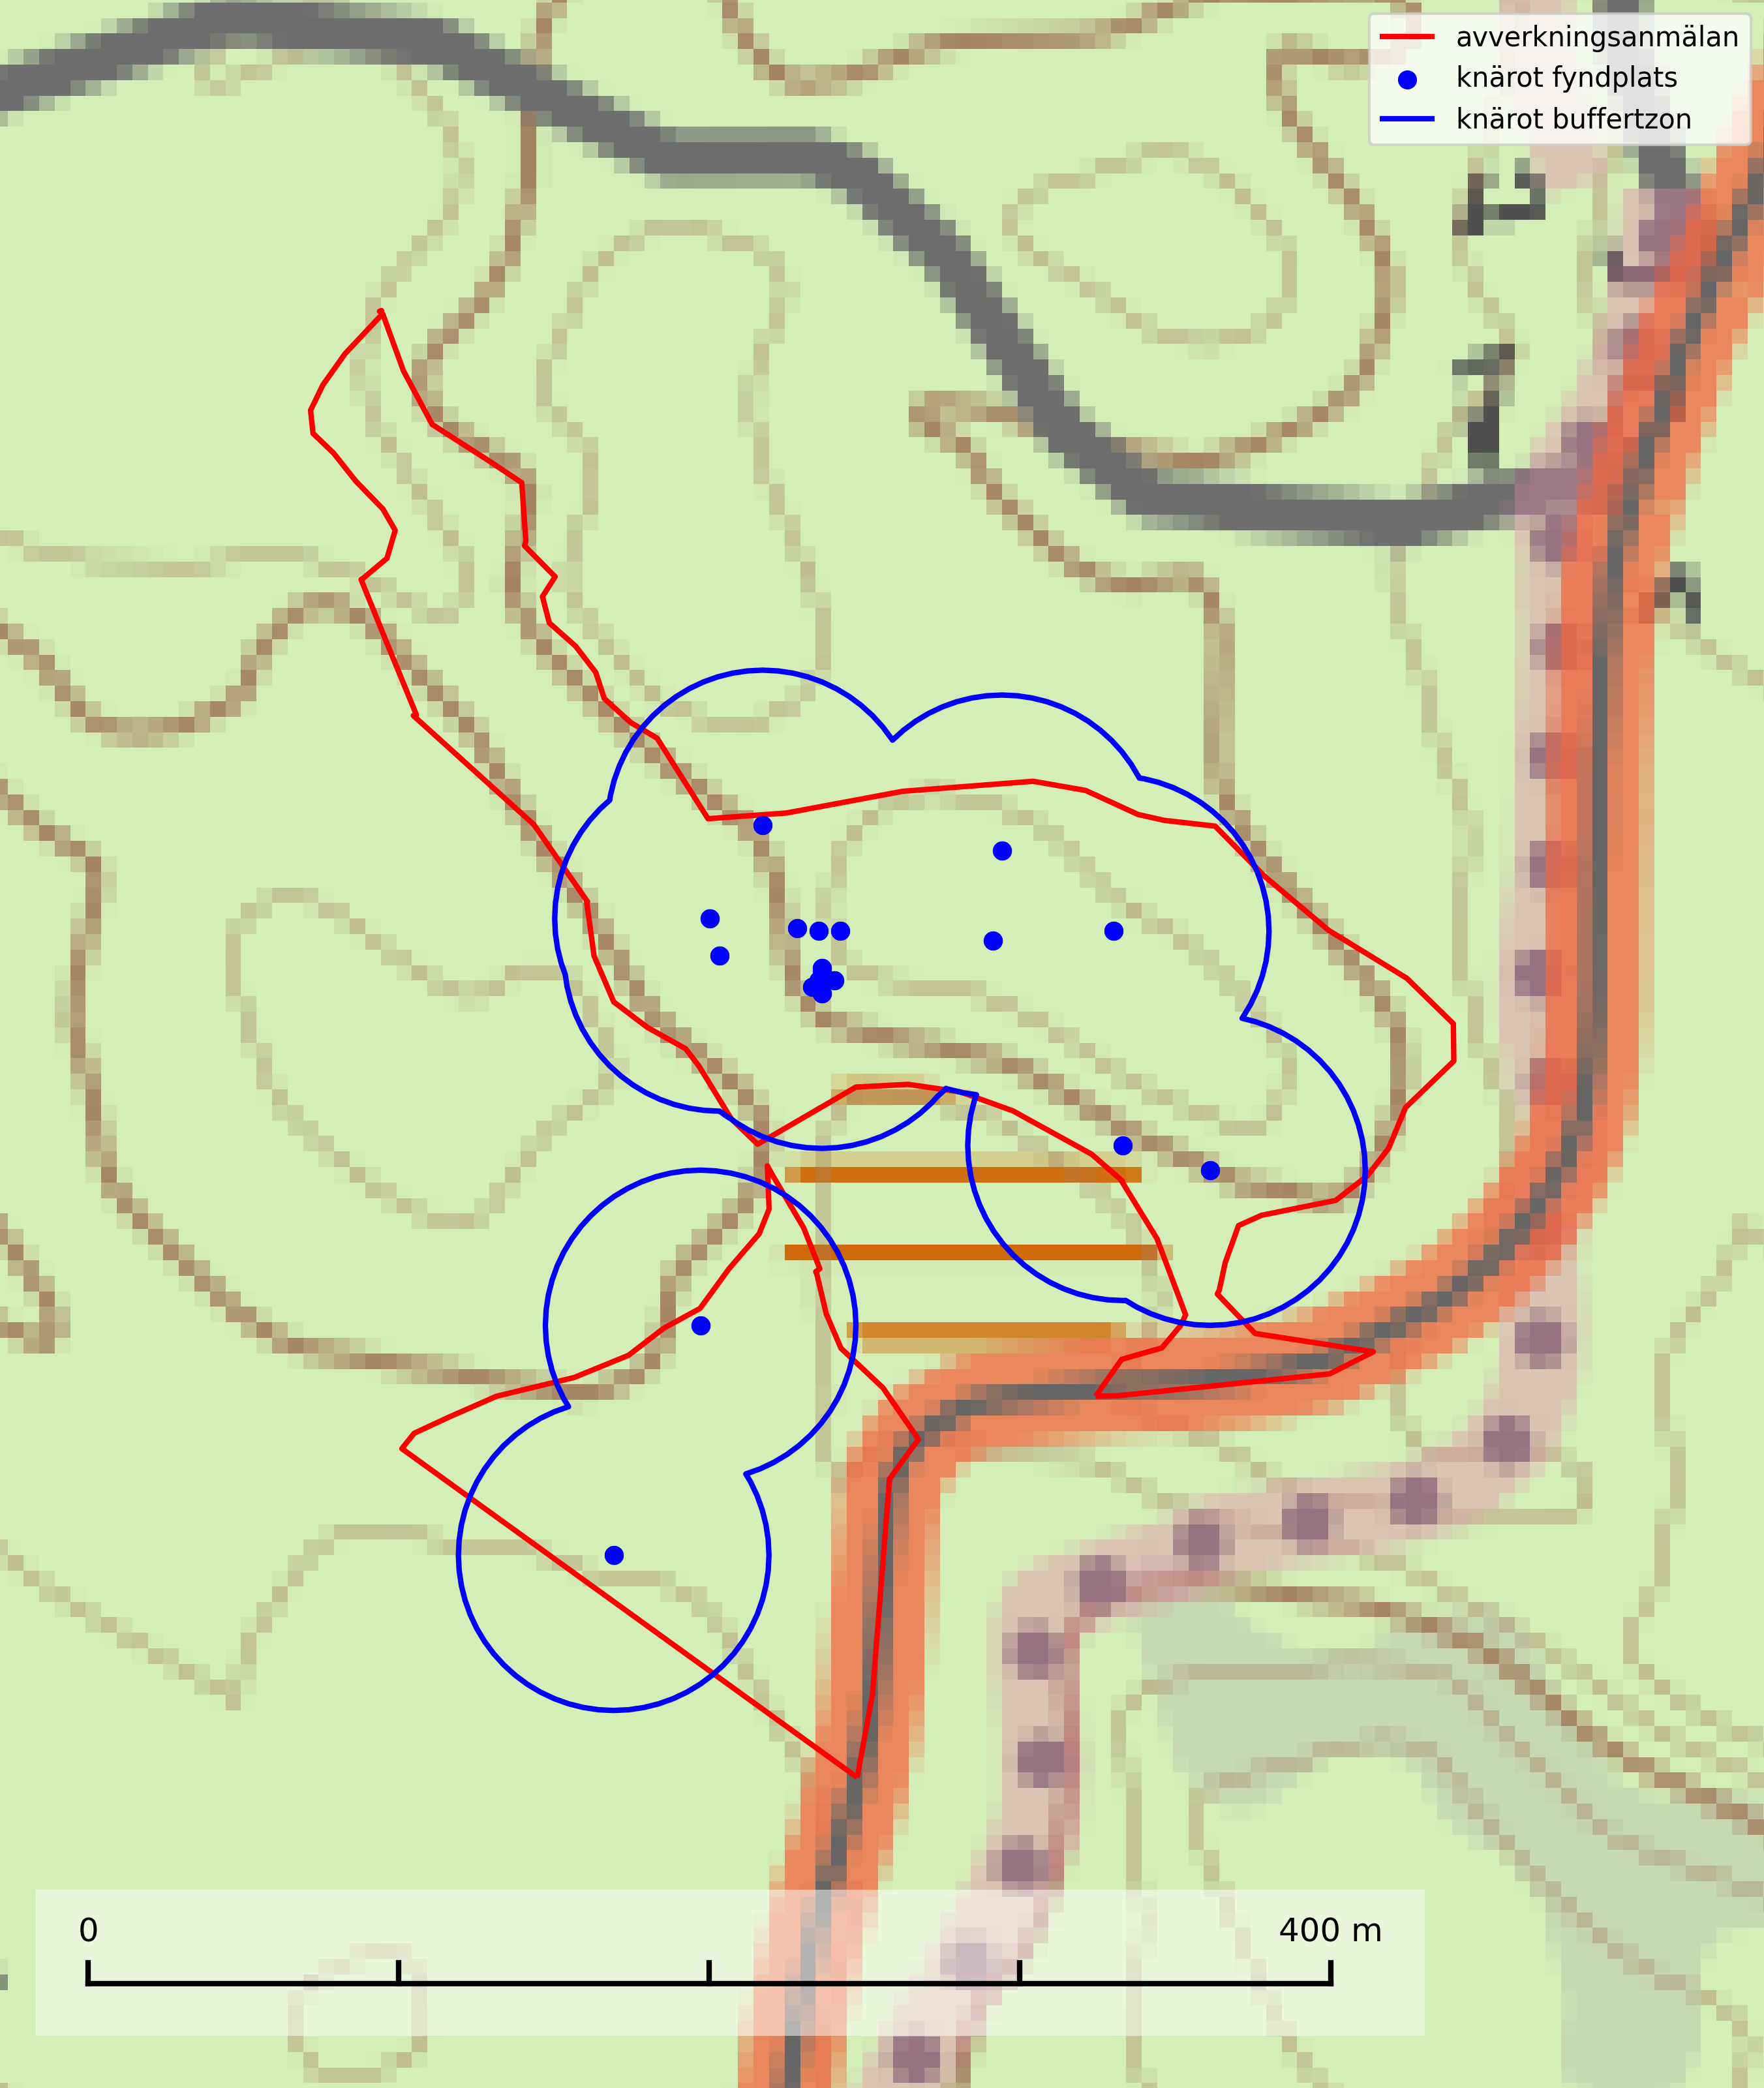 avverkningsanmälan
knärot fyndplats
knärot buffertzon
0 400 m